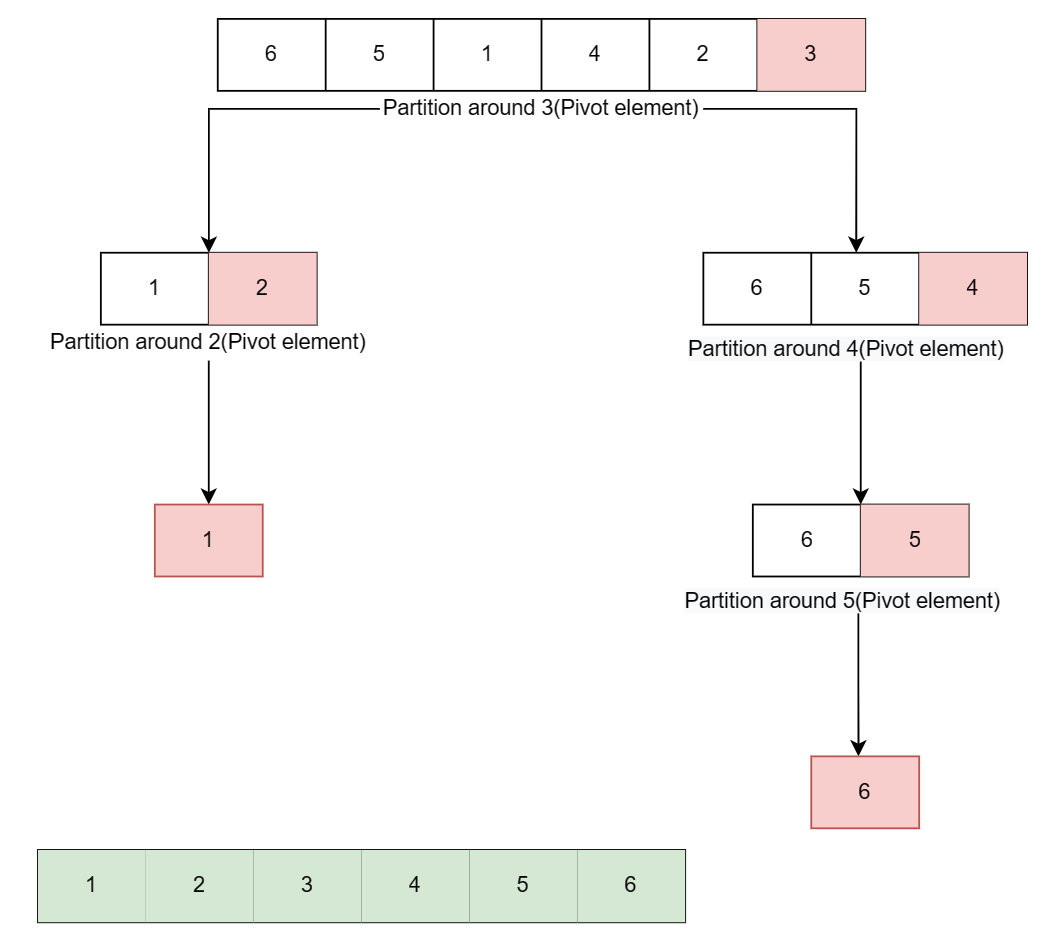 6 5 1 4 2 3
Partition around 3(Pivot element)
1 2
6 5 4
Partition around 2(Pivot element)
Partition around 4(Pivot element)
1
6 5
Partition around 5(Pivot element)
6
1 2 3 4 5 6